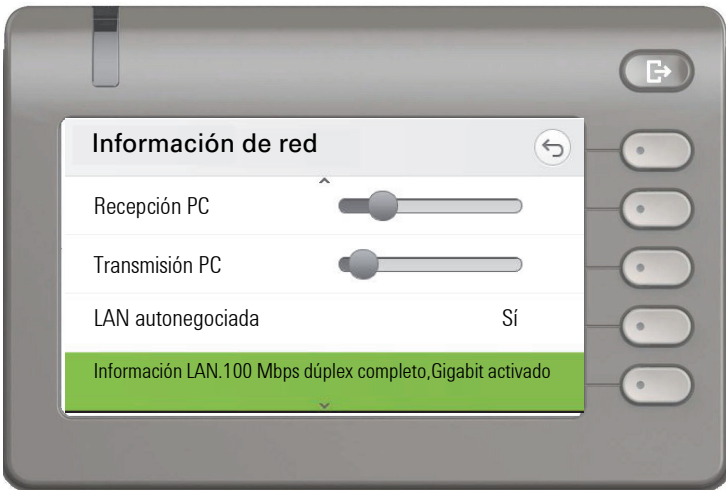 Información de red
Recepción PC
Transmisión PC
LAN autonegociada Sí
Información LAN.100 Mbps dúplex completo,Gigabit activado